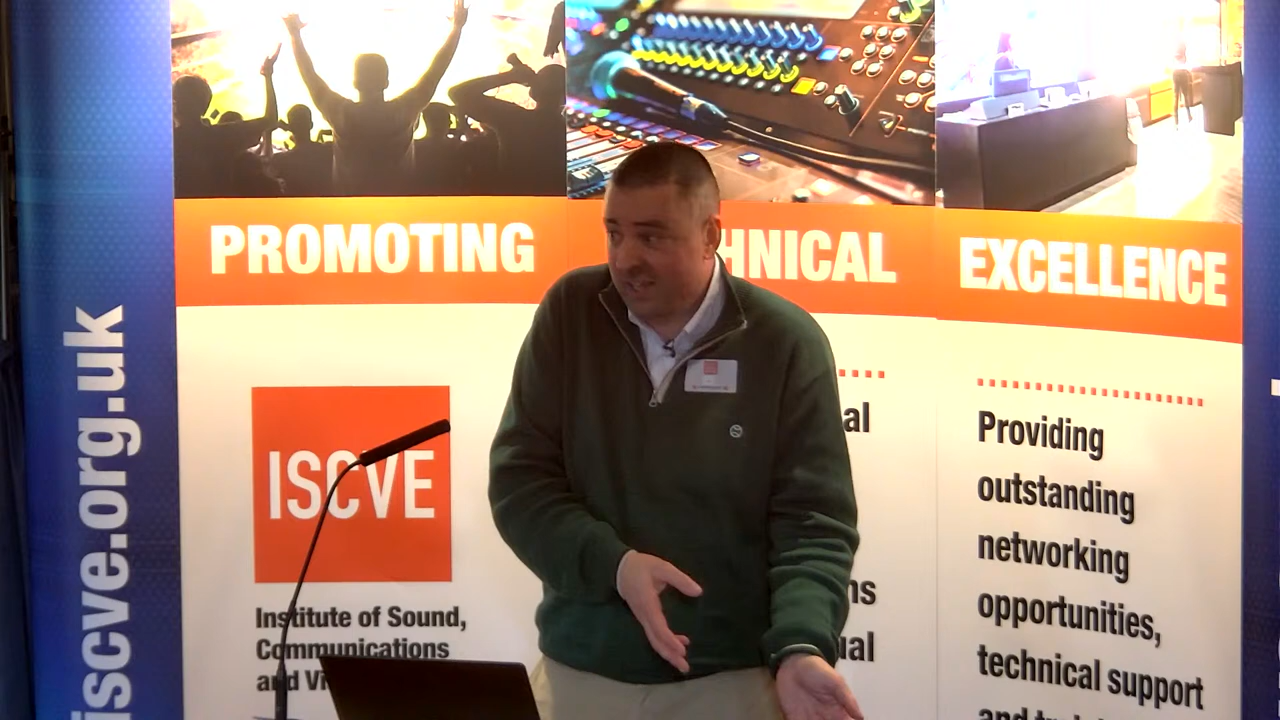 iscve.org.uk
PROMOTING
HNICAL
EXCELLENCE
ISCVE
Institute of Sound,
Communications
and Vi
al
ns
ual
Providing
outstanding
networking
opportunities,
technical support